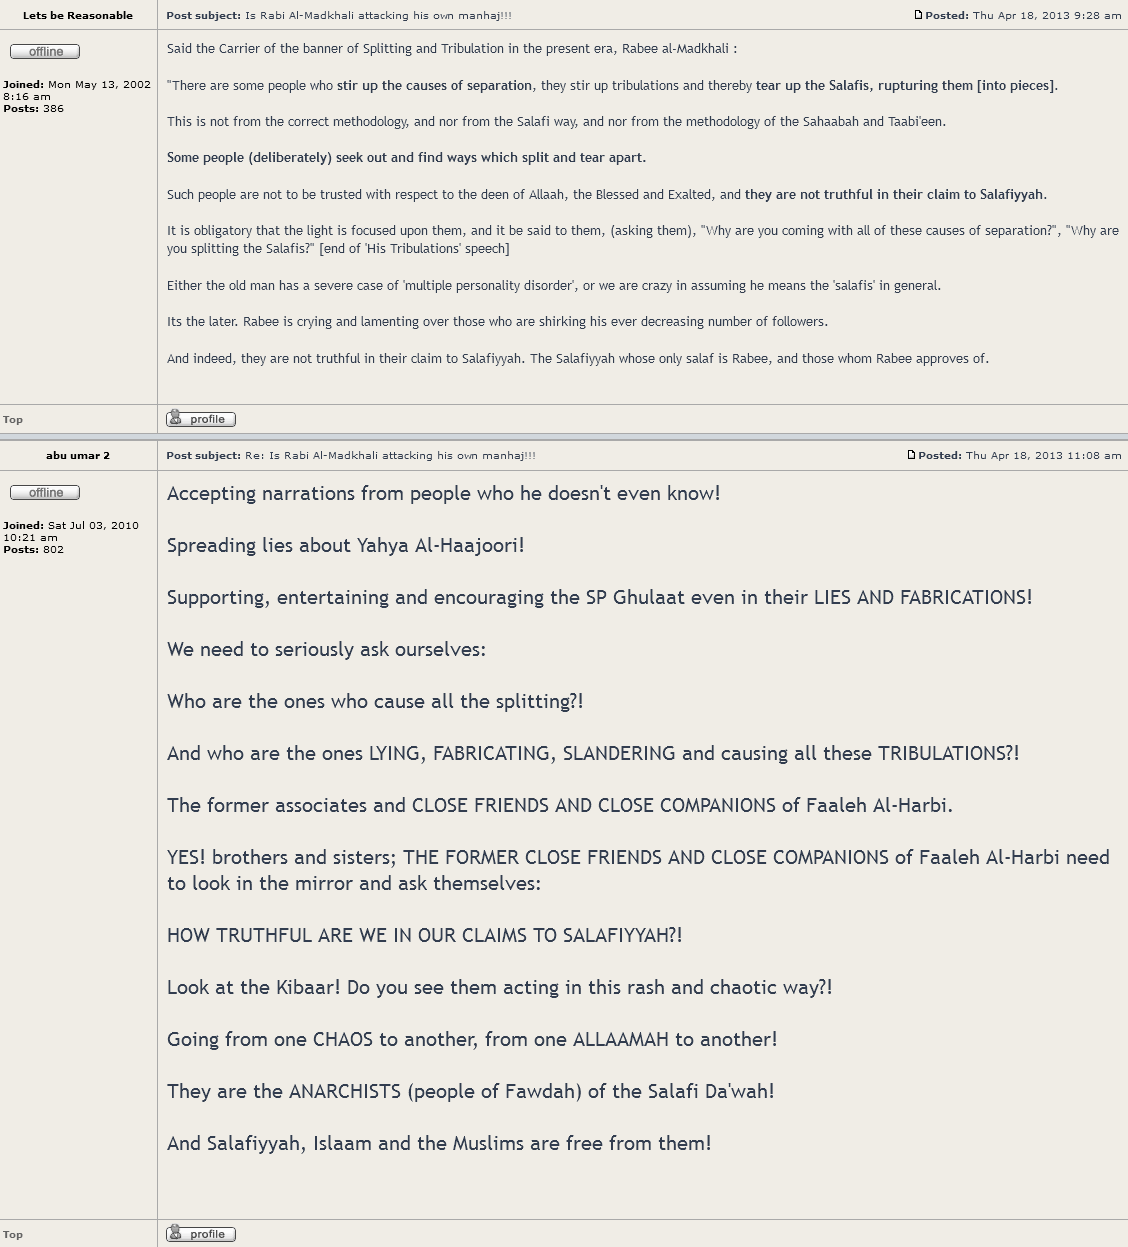 Lets be Reasonable
Post subject: Is Rabi Al-Madkhali attacking his own manhaj!!!
Posted: Thu Apr 18, 2013 9:28 am
offline
Joined: Mon May 13, 2002
8:16 am
Posts: 386
Said the Carrier of the banner of Splitting and Tribulation in the present era, Rabee al-Madkhali :
"There are some people who stir up the causes of separation, they stir up tribulations and thereby tear up the Salafis, rupturing them [into pieces].
This is not from the correct methodology, and nor from the Salafi way, and nor from the methodology of the Sahaabah and Taabi'een.
Some people (deliberately) seek out and find ways which split and tear apart.
Such people are not to be trusted with respect to the deen of Allaah, the Blessed and Exalted, and they are not truthful in their claim to Salafiyyah.
It is obligatory that the light is focused upon them, and it be said to them, (asking them), "Why are you coming with all of these causes of separation?", "Why are
you splitting the Salafis?" [end of 'His Tribulations' speech]
Either the old man has a severe case of 'multiple personality disorder', or we are crazy in assuming he means the 'salafis' in general.
Its the later. Rabee is crying and lamenting over those who are shirking his ever decreasing number of followers.
And indeed, they are not truthful in their claim to Salafiyyah. The Salafiyyah whose only salaf is Rabee, and those whom Rabee approves of.
Top
profile
abu umar 2
Post subject: Re: Is Rabi Al-Madkhali attacking his own manhaj!!!
Posted: Thu Apr 18, 2013 11:08 am
offline
Joined: Sat Jul 03, 2010
10:21 am
Posts: 802
Accepting narrations from people who he doesn't even know!
Spreading lies about Yahya Al-Haajoori!
Supporting, entertaining and encouraging the SP Ghulaat even in their LIES AND FABRICATIONS!
We need to seriously ask ourselves:
Who are the ones who cause all the splitting?!
And who are the ones LYING, FABRICATING, SLANDERING and causing all these TRIBULATIONS?!
The former associates and CLOSE FRIENDS AND CLOSE COMPANIONS of Faaleh Al-Harbi.
YES! brothers and sisters; THE FORMER CLOSE FRIENDS AND CLOSE COMPANIONS of Faaleh Al-Harbi need
to look in the mirror and ask themselves:
HOW TRUTHFUL ARE WE IN OUR CLAIMS TO SALAFIYYAH?!
Look at the Kibaar! Do you see them acting in this rash and chaotic way?!
Going from one CHAOS to another, from one ALLAAMAH to another!
They are the ANARCHISTS (people of Fawdah) of the Salafi Da'wah!
And Salafiyyah, Islaam and the Muslims are free from them!
Top
profile